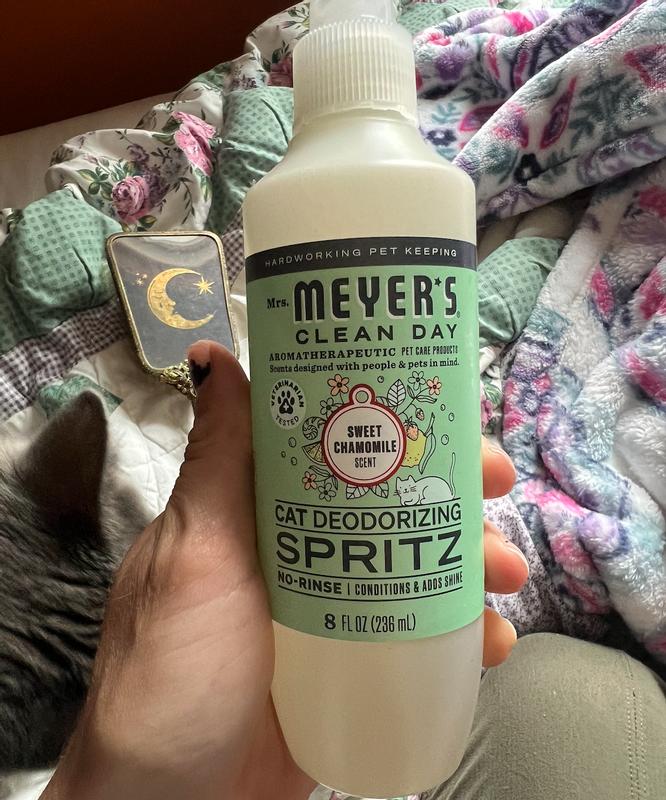 HARDWORKING PET KEEPING
Mrs. MEYER'S®
CLEAN DAY
AROMATHERAPEUTIC PET CARE PRODUCTS
Scents designed with people & pets in mind.
VETERINARIAN
TESTED
SWEET
CHAMOMILE
SCENT
CAT DEODORIZING
SPRITZ
NO-RINSE | CONDITIONS & ADDS SHINE
8 FL OZ (236 mL)